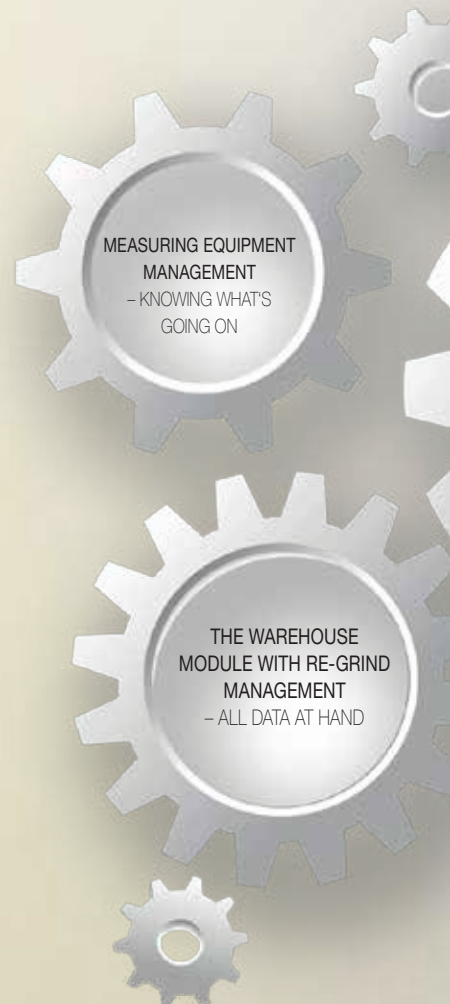 MEASURING EQUIPMENT
MANAGEMENT
– KNOWING WHAT'S
GOING ON
THE WAREHOUSE
MODULE WITH RE-GRIND
MANAGEMENT
– ALL DATA AT HAND